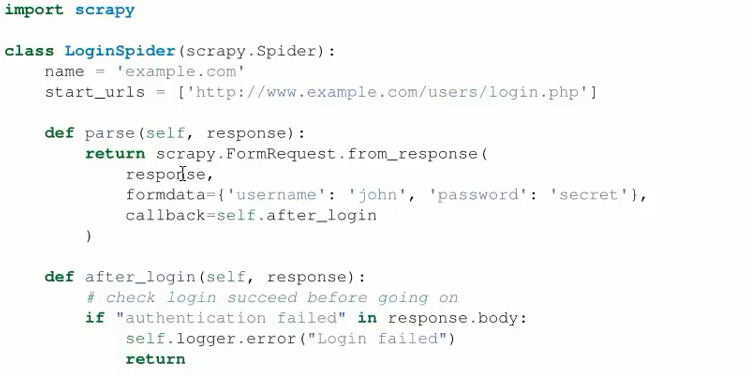 import scrapy
class LoginSpider(scrapy.Spider):
    name = 'example.com'
    start_urls = ['http://www.example.com/users/login.php']
    def parse(self, response):
        return scrapy.FormRequest.from_response(
            response,
            formdata={'username': 'john', 'password': 'secret'},
            callback=self.after_login
        )
    def after_login(self, response):
        # check login succeed before going on
        if "authentication failed" in response.body:
            self.logger.error("Login failed")
            return